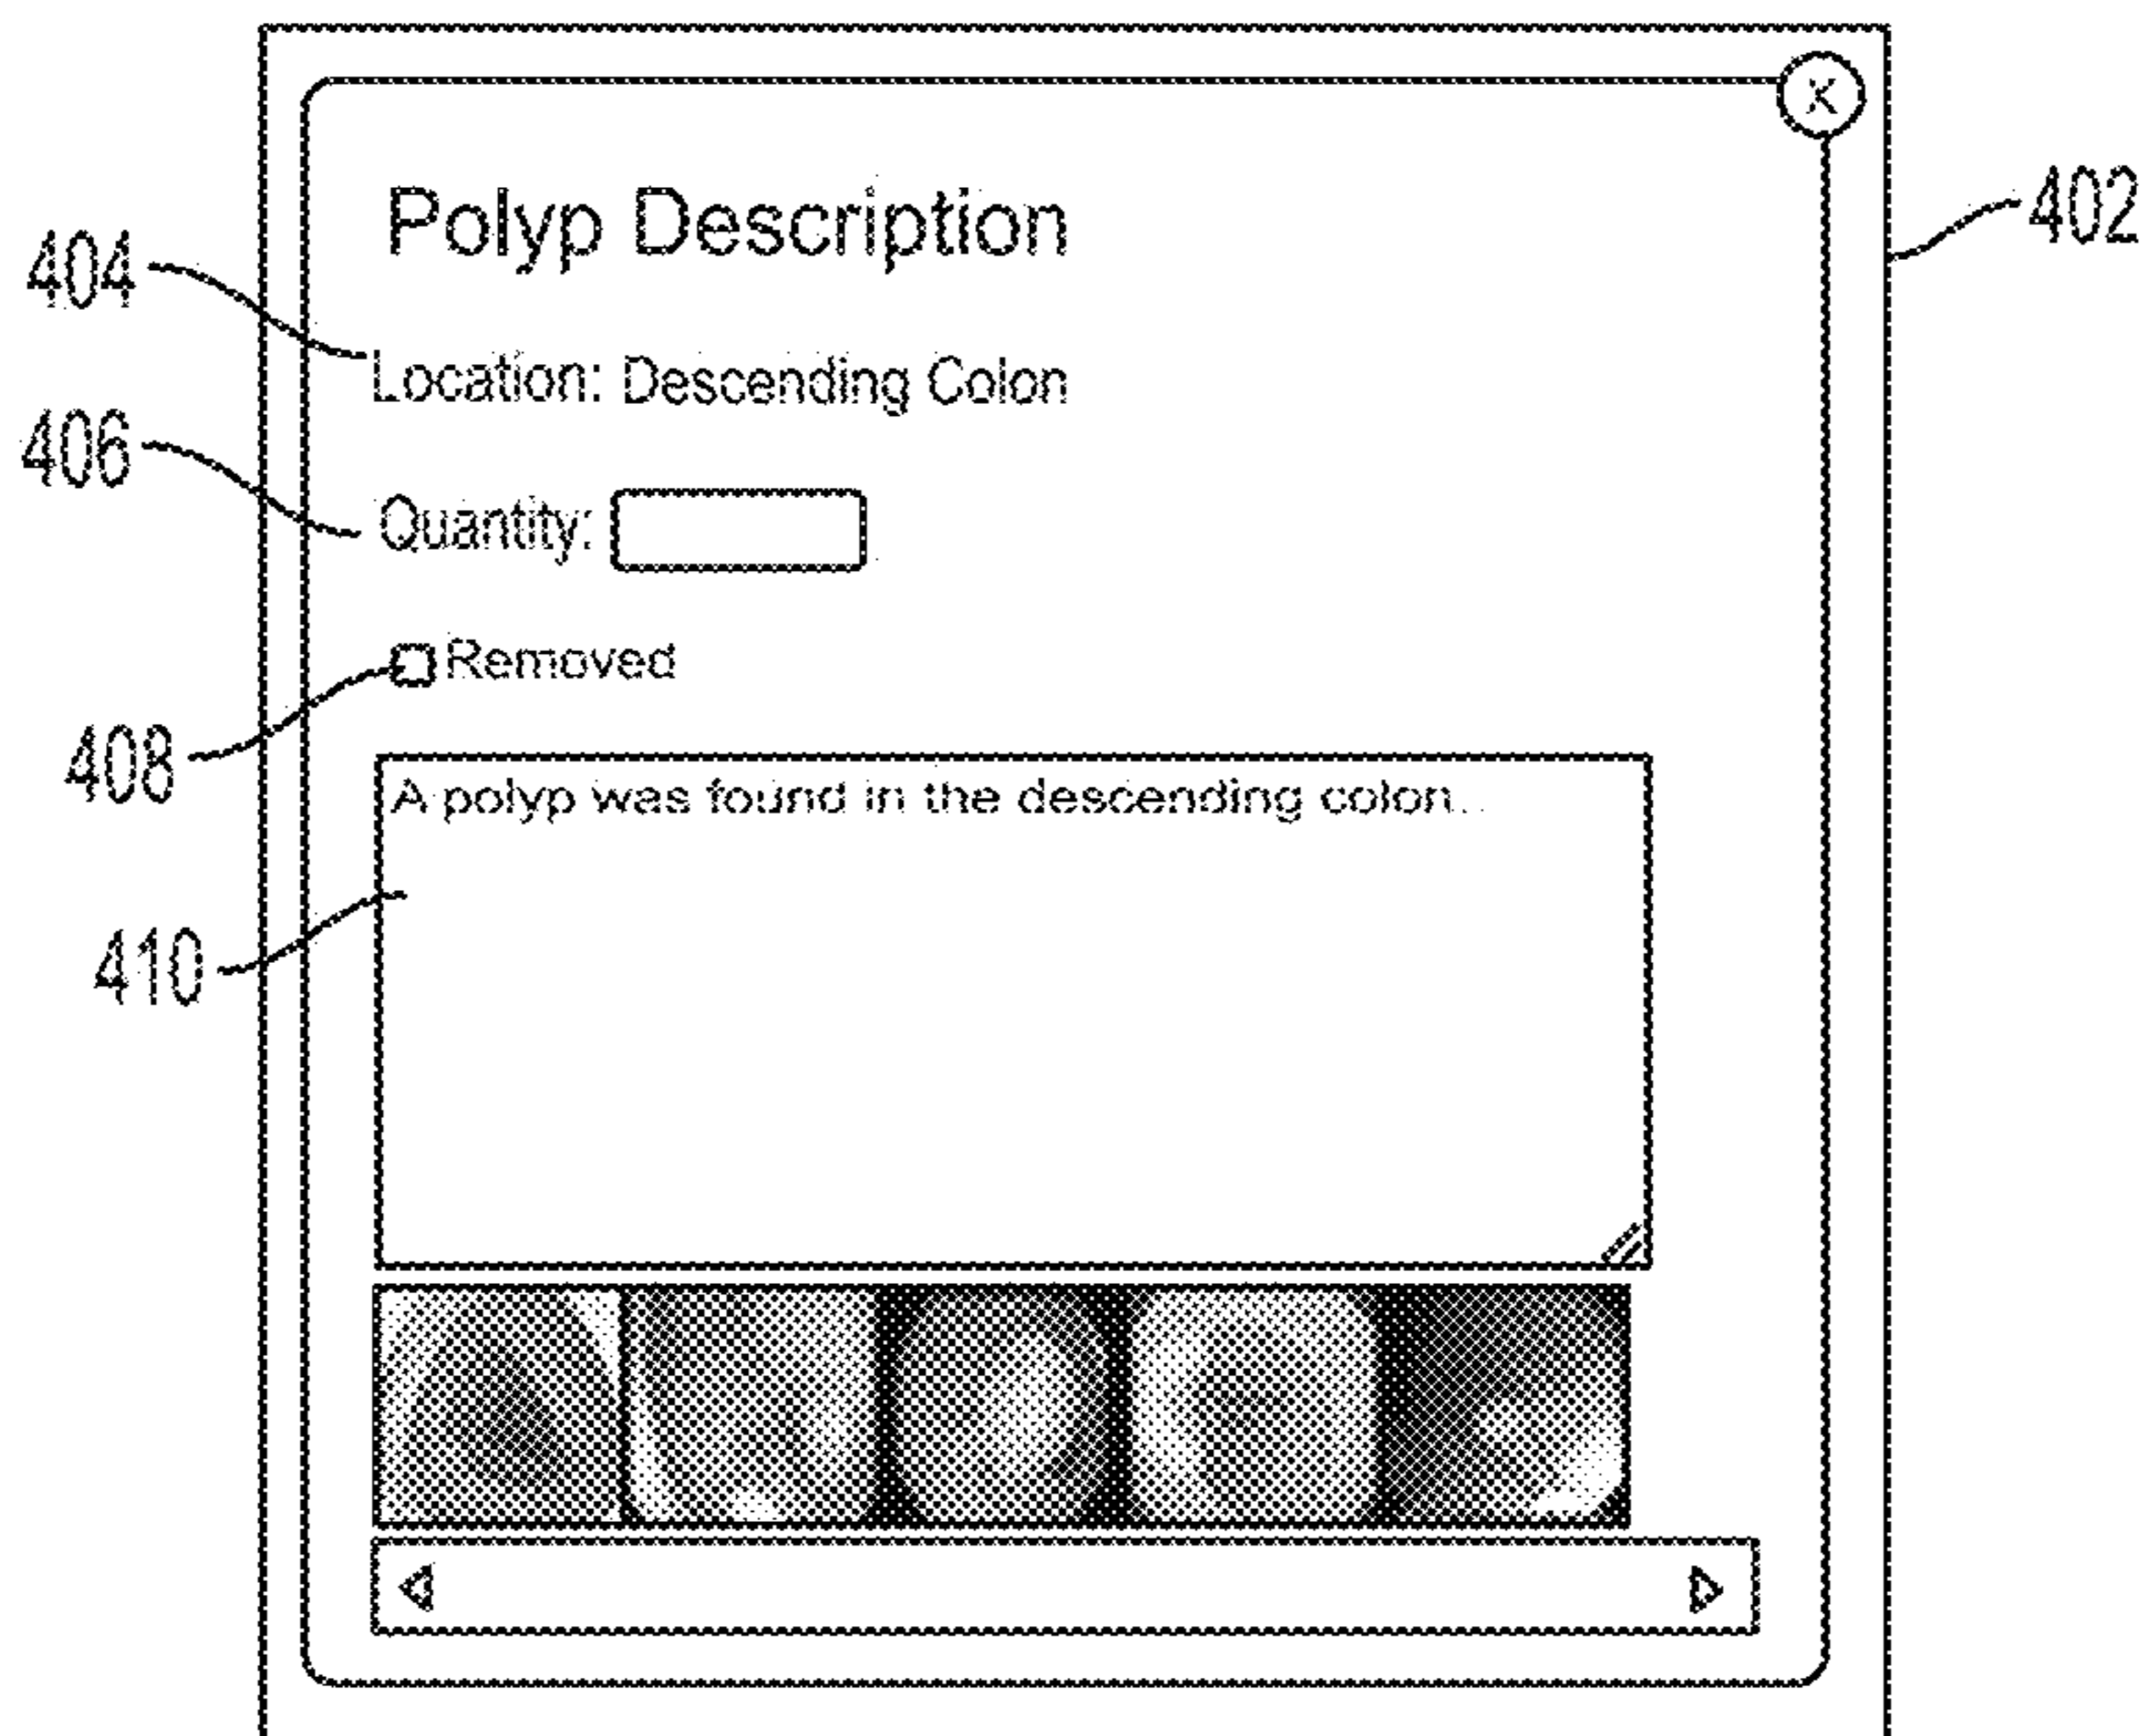 X
Polyp Description
402
404
Location: Descending Colon
406
Quantity:
Removed
408
A polyp was found in the descending colon..
410